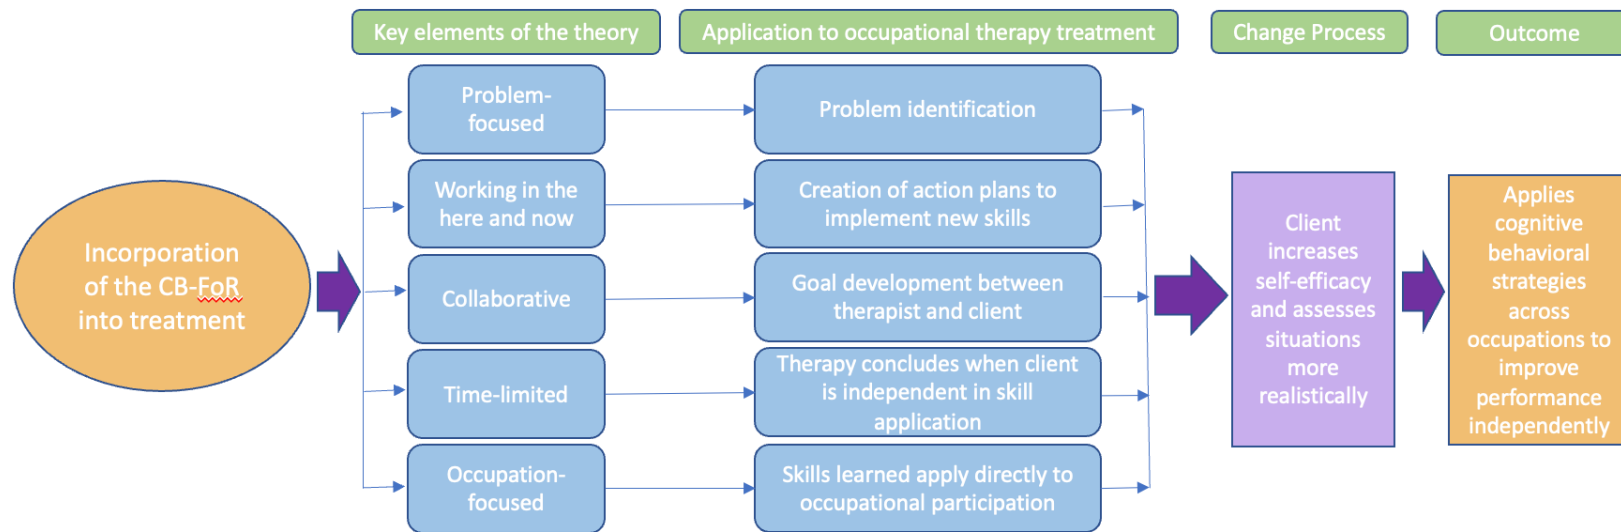 Key elements of the theory
Application to occupational therapy treatment
Change Process
Outcome
Incorporation
of the CB-FoR
into treatment
Problem-
focused
Problem identification
Working in the
here and now
Creation of action plans to
implement new skills
Collaborative
Goal development between
therapist and client
Time-limited
Therapy concludes when client
is independent in skill
application
Occupation-
focused
Skills learned apply directly to
occupational participation
Client
increases
self-efficacy
and assesses
situations
more
realistically
Applies
cognitive
behavioral
strategies
across
occupations to
improve
performance
independently